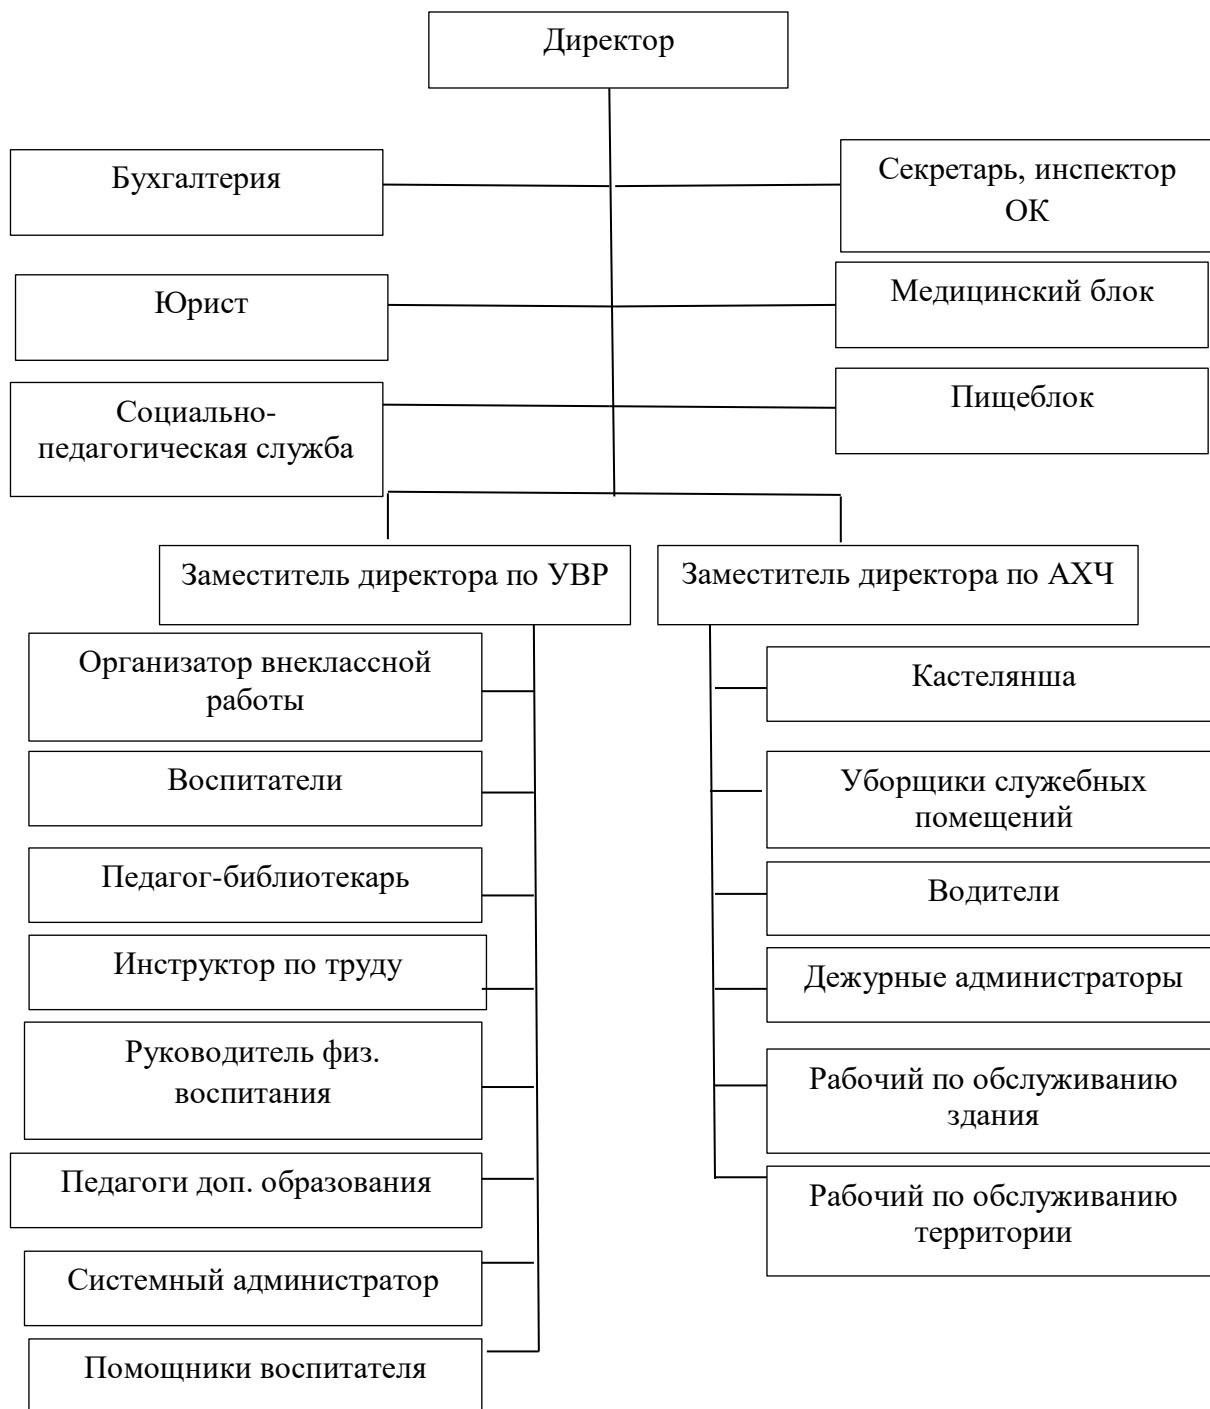 Директор
Бухгалтерия
Секретарь, инспектор
ОК
Юрист
Медицинский блок
Социально-
педагогическая служба
Пищеблок
Заместитель директора по УВР
Заместитель директора по АХЧ
Организатор внеклассной
работы
Воспитатели
Педагог-библиотекарь
Инструктор по труду
Руководитель физ.
воспитания
Педагоги доп. образования
Системный администратор
Помощники воспитателя
Кастелянша
Уборщики служебных
помещений
Водители
Дежурные администраторы
Рабочий по обслуживанию
здания
Рабочий по обслуживанию
территории